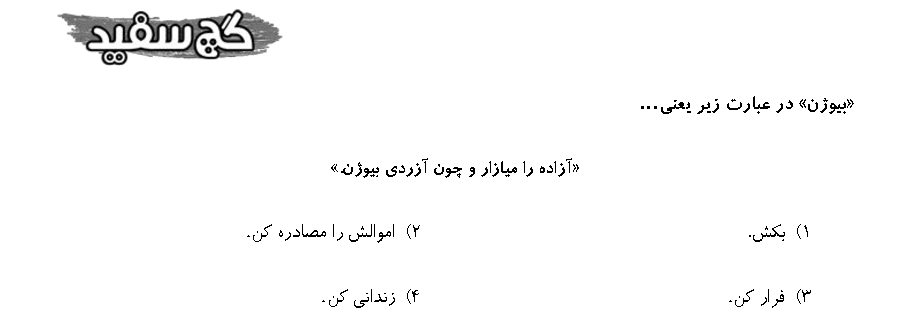 گچ سفید
«بیوژن» در عبارت زیر یعنی...
«آزاده را میازار و چون آزردی بیوژن.»
۱) بکش.
۲) اموالش را مصادره کن.
۳) فرار کن.
۴) زندانی کن.